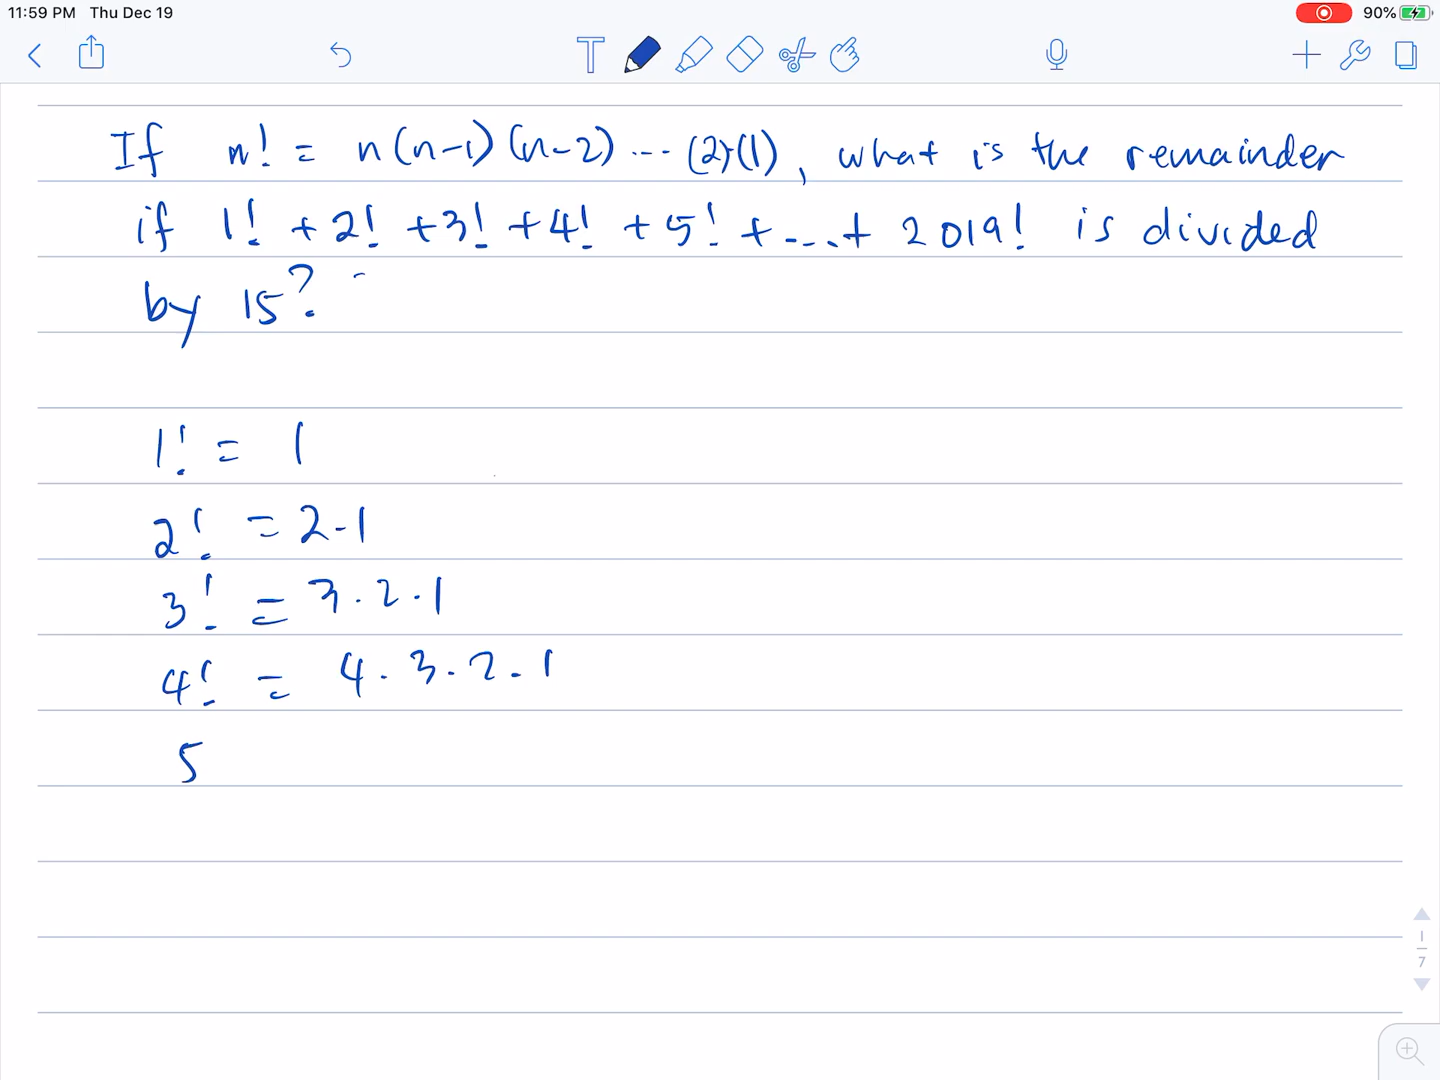 11:59 PM Thu Dec 19
90%
If n! = n(n-1)(n-2)...(2)(1), what is the remainder
if 1! + 2! + 3! + 4! + 5! + ... + 2019! is divided
by 15?
1! = 1
2! = 2·1
3! = 3·2·1
4! = 4·3·2·1
5
1
7